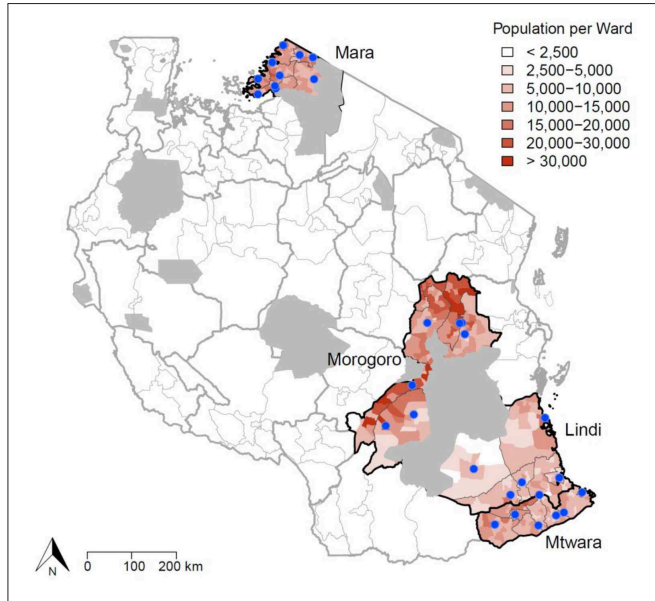 Population per Ward
< 2,500
2,500–5,000
5,000–10,000
10,000–15,000
15,000–20,000
20,000–30,000
> 30,000
Mara
Morogoro
Lindi
Mtwara
N
0 100 200 km